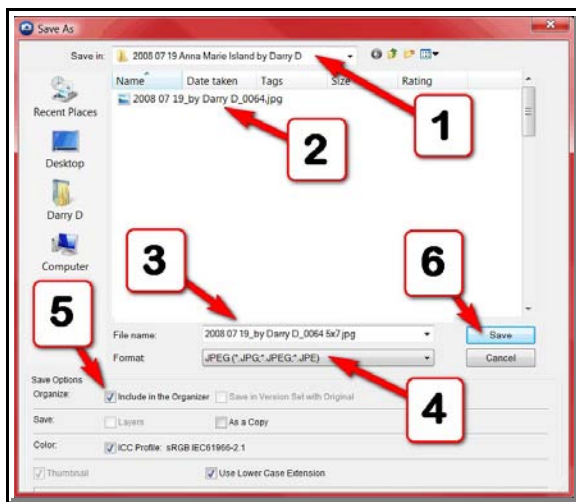 Save As
Save in: 2008 07 19 Anna Marie Island by Darry D
Name Date taken Tags Size Rating
2008 07 19_by Darry D_0064.jpg
Recent Places
Desktop
Darry D
Computer
1
2
3
6
5
4
File name: 2008 07 19_by Darry D_0064 5x7.jpg Save
Format: JPEG (*.JPG;*.JPEG;*.JPE) Cancel
Save Options
Organize: Include in the Organizer Save in Version Set with Original
Save: Layers As a Copy
Color: ICC Profile: sRGB IEC61966-2.1
Thumbnail Use Lower Case Extension